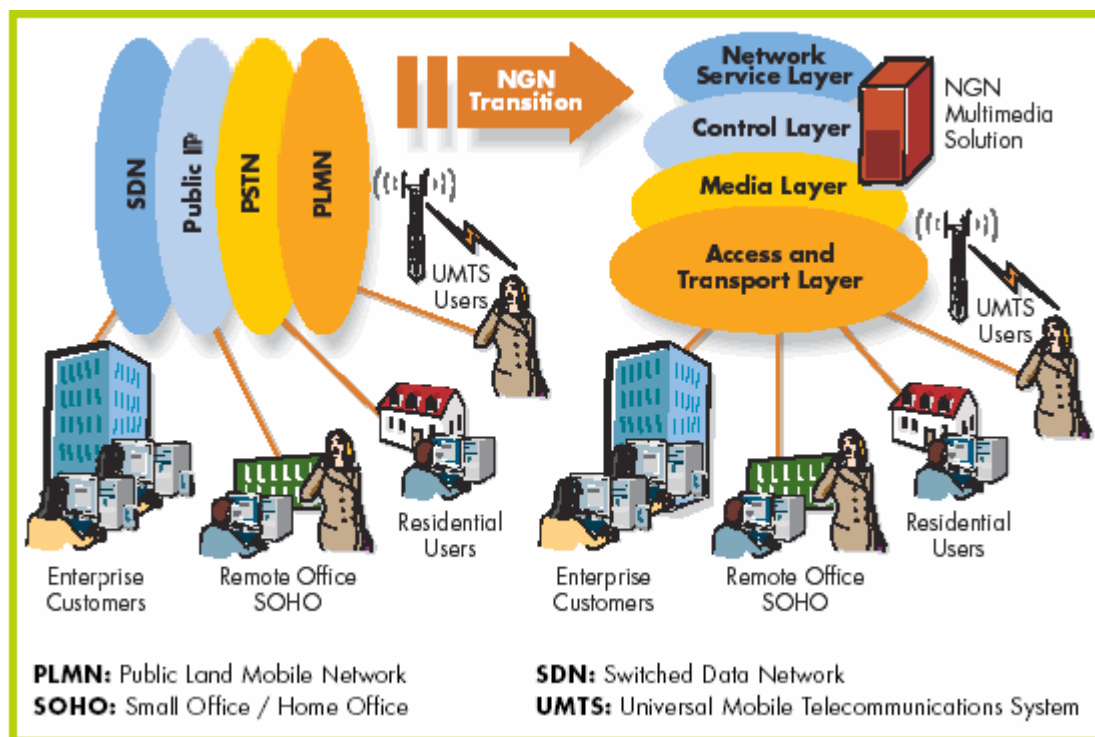 SDN
Public IP
PSTN
PLMN
NGN
Transition
UMTS
Users
Enterprise
Customers
Remote Office
SOHO
Residential
Users
Network
Service Layer
Control Layer
Media Layer
Access and
Transport Layer
NGN
Multimedia
Solution
UMTS
Users
Enterprise
Customers
Remote Office
SOHO
Residential
Users
PLMN: Public Land Mobile Network
SOHO: Small Office / Home Office
SDN: Switched Data Network
UMTS: Universal Mobile Telecommunications System